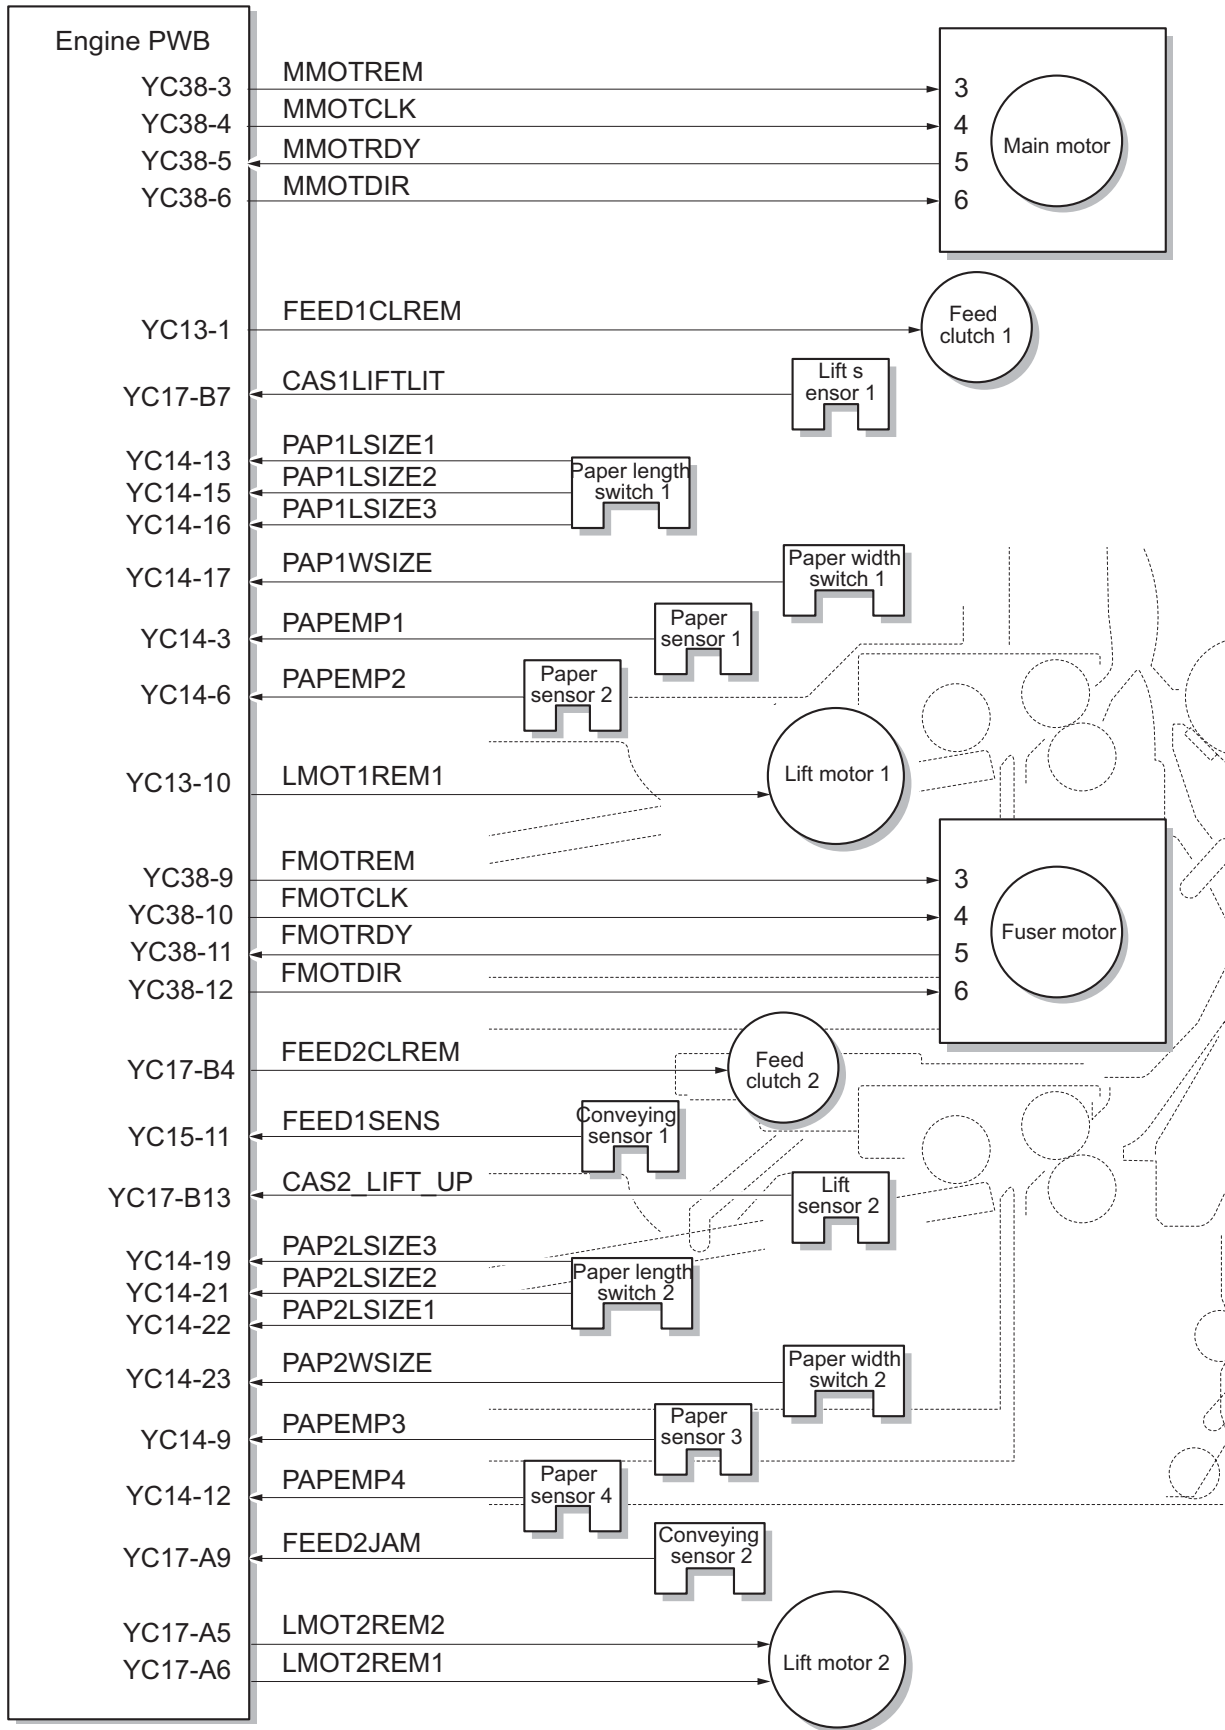 Engine PWB
YC38-3 MMOTREM 3
YC38-4 MMOTCLK 4
YC38-5 MMOTRDY 5
YC38-6 MMOTDIR 6
Main motor
YC13-1 FEED1CLREM
Feed
clutch 1
YC17-B7 CAS1LIFTLIT
Lift s
ensor 1
YC14-13 PAP1LSIZE1
YC14-15 PAP1LSIZE2
YC14-16 PAP1LSIZE3
Paper length
switch 1
YC14-17 PAP1WSIZE
Paper width
switch 1
YC14-3 PAPEMP1
Paper
sensor 1
YC14-6 PAPEMP2
Paper
sensor 2
YC13-10 LMOT1REM1
Lift motor 1
YC38-9 FMOTREM 3
YC38-10 FMOTCLK 4
YC38-11 FMOTRDY 5
YC38-12 FMOTDIR 6
Fuser motor
YC17-B4 FEED2CLREM
Feed
clutch 2
YC15-11 FEED1SENS
Conveying
sensor 1
YC17-B13 CAS2_LIFT_UP
Lift
sensor 2
YC14-19 PAP2LSIZE3
YC14-21 PAP2LSIZE2
YC14-22 PAP2LSIZE1
Paper length
switch 2
YC14-23 PAP2WSIZE
Paper width
switch 2
YC14-9 PAPEMP3
Paper
sensor 3
YC14-12 PAPEMP4
Paper
sensor 4
YC17-A9 FEED2JAM
Conveying
sensor 2
YC17-A5 LMOT2REM2
YC17-A6 LMOT2REM1
Lift motor 2